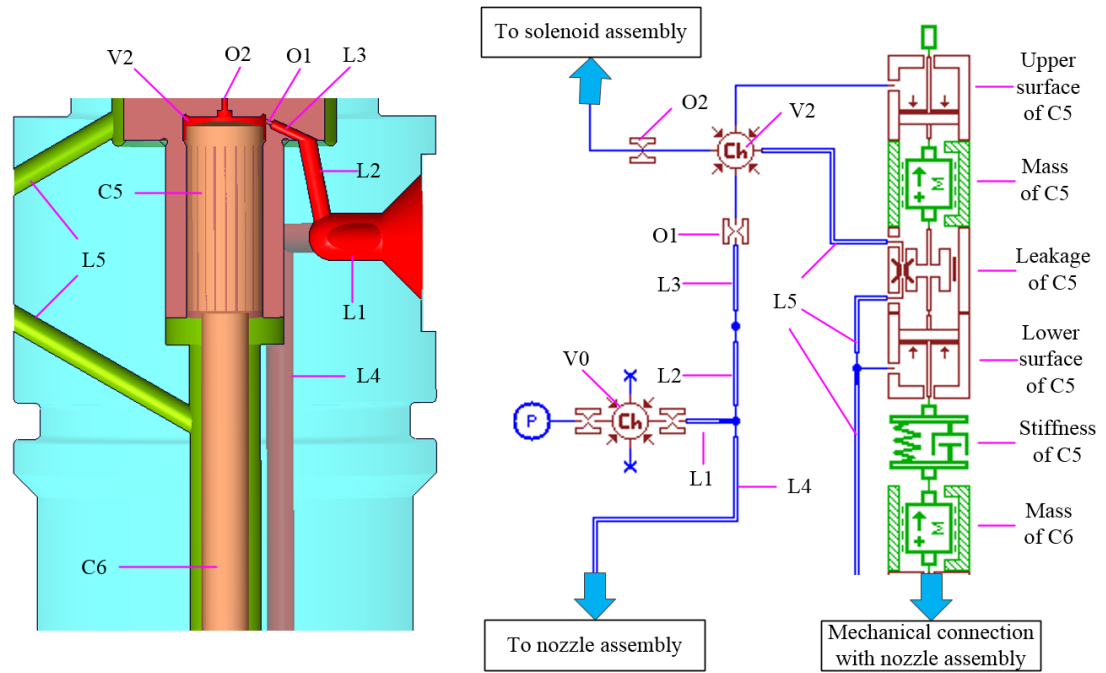 V2
O2
O1
L3
C5
L2
L5
L1
L4
C6
To solenoid assembly
O2
V2
Ch
O1
L3
L5
V0
L2
P
Ch
L1
L4
To nozzle assembly
Upper
surface
of C5
M
Mass
of C5
Leakage
of C5
Lower
surface
of C5
Stiffness
of C5
M
Mass
of C6
Mechanical connection
with nozzle assembly